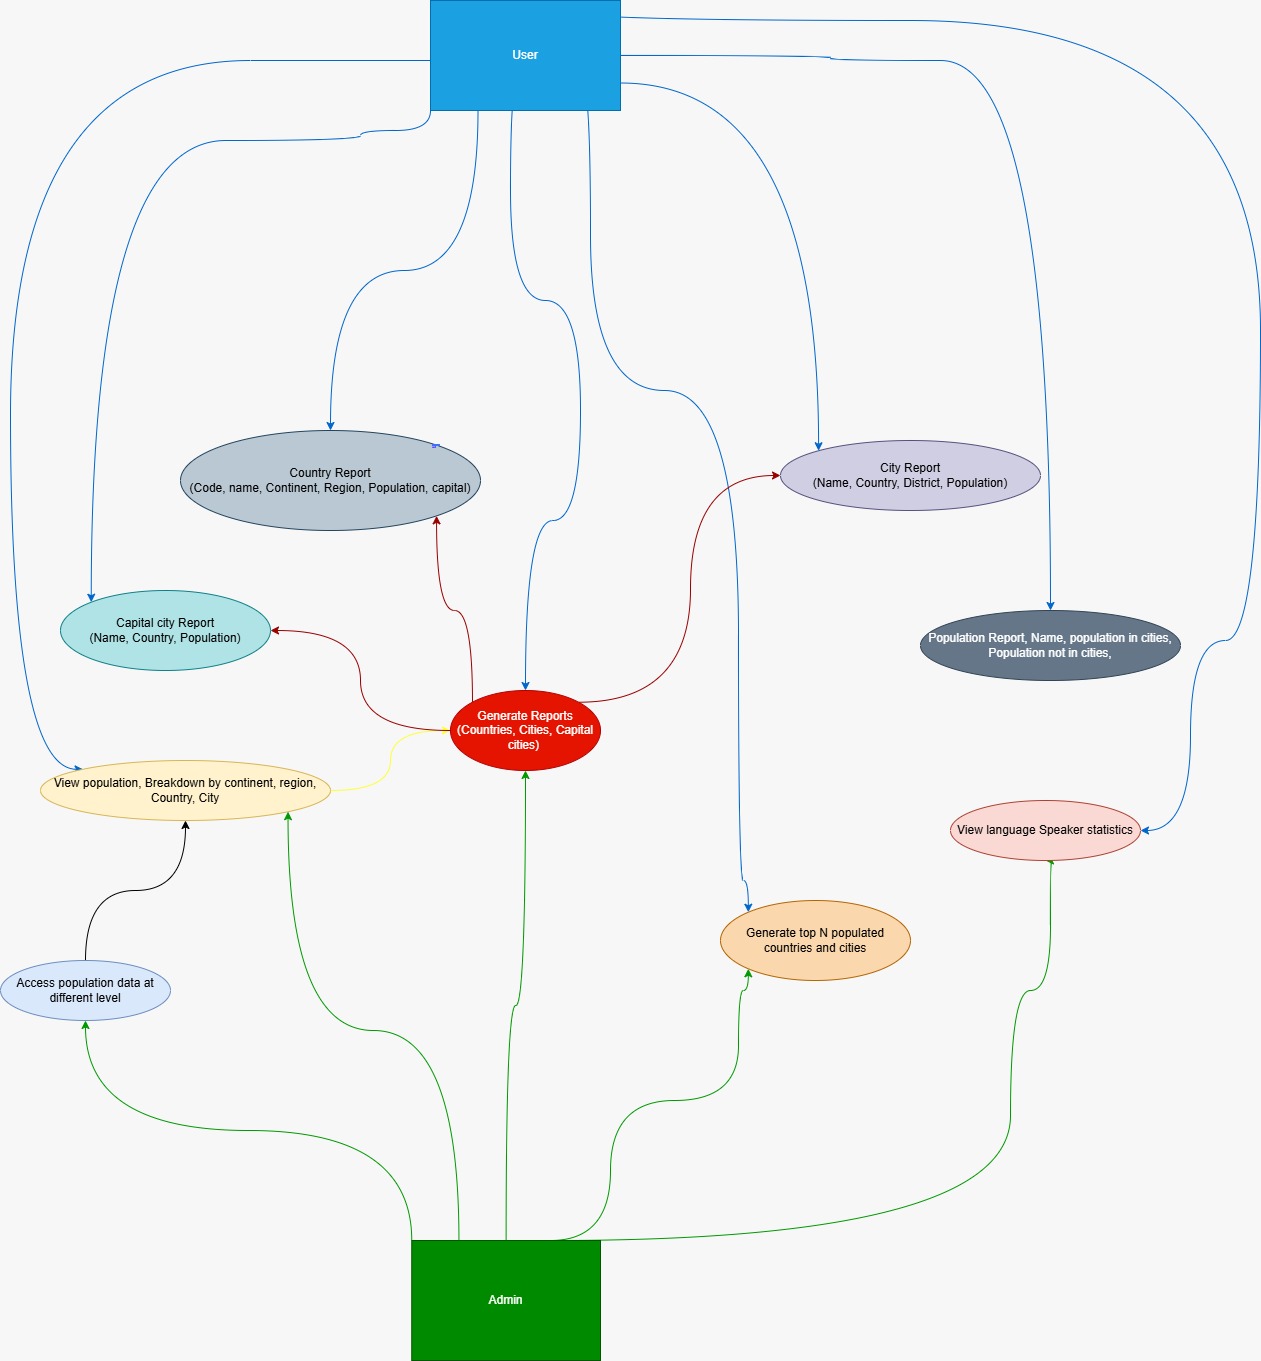 User
Country Report
(Code, name, Continent, Region, Population, capital)
City Report
(Name, Country, District, Population)
Capital city Report
(Name, Country, Population)
Population Report, Name, population in cities,
Population not in cities,
Generate Reports
(Countries, Cities, Capital
cities)
View population, Breakdown by continent, region,
Country, City
View language Speaker statistics
Generate top N populated
countries and cities
Access population data at
different level
Admin